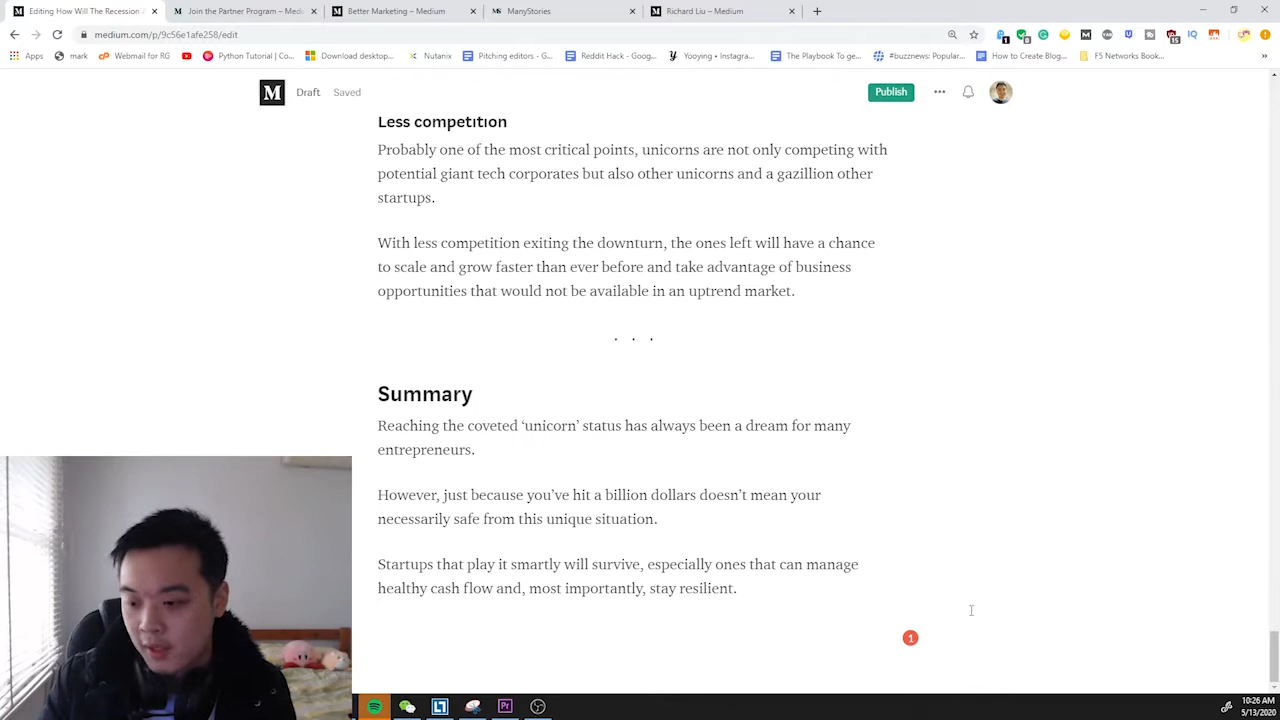 Editing How Will The Recession A
Join the Partner Program – Med
Better Marketing – Medium
ManyStories
Richard Liu – Medium
medium.com/p/9c56e1afe258/edit
Apps
mark
Webmail for RG
Python Tutorial | Co...
Download desktop...
Nutanix
Pitching editors - G...
Reddit Hack - Goog...
Yooying • Instagra...
The Playbook To ge...
#buzznews: Popular...
How to Create Blog...
F5 Networks Book...
M
Draft
Saved
Publish
Less competition
Probably one of the most critical points, unicorns are not only competing with
potential giant tech corporates but also other unicorns and a gazillion other
startups.
With less competition exiting the downturn, the ones left will have a chance
to scale and grow faster than ever before and take advantage of business
opportunities that would not be available in an uptrend market.
Summary
Reaching the coveted ‘unicorn’ status has always been a dream for many
entrepreneurs.
However, just because you’ve hit a billion dollars doesn’t mean your
necessarily safe from this unique situation.
Startups that play it smartly will survive, especially ones that can manage
healthy cash flow and, most importantly, stay resilient.
1
10:26 AM
5/13/2020